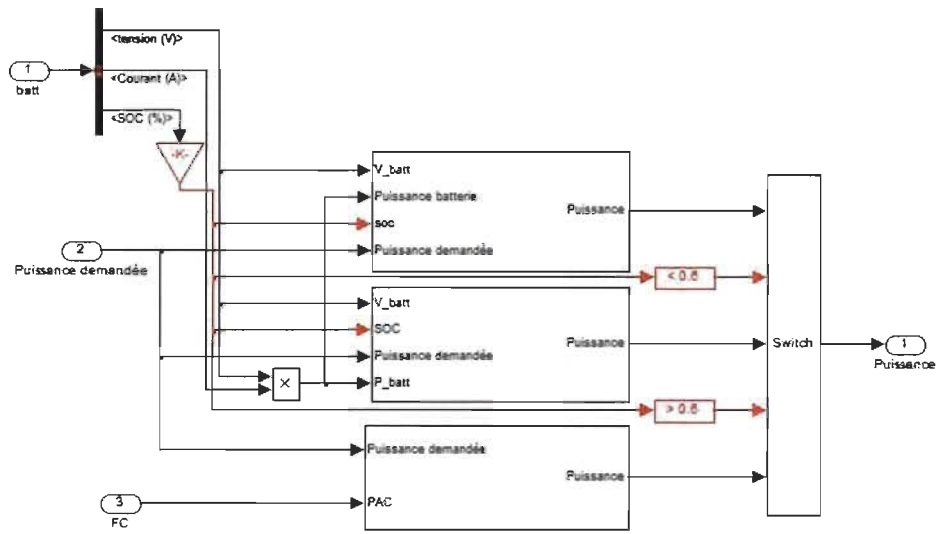 <tension (V)>
1
batt
<Courant (A)>
<SOC (%)>
-K-
V_batt
Puissance batterie
soc
Puissance demandée
Puissance
2
Puissance demandée
< 0.6
V_batt
SOC
Puissance demandée
P_batt
Puissance
Switch
1
Puissance
×
> 0.6
Puissance demandée
PAC
Puissance
3
FC